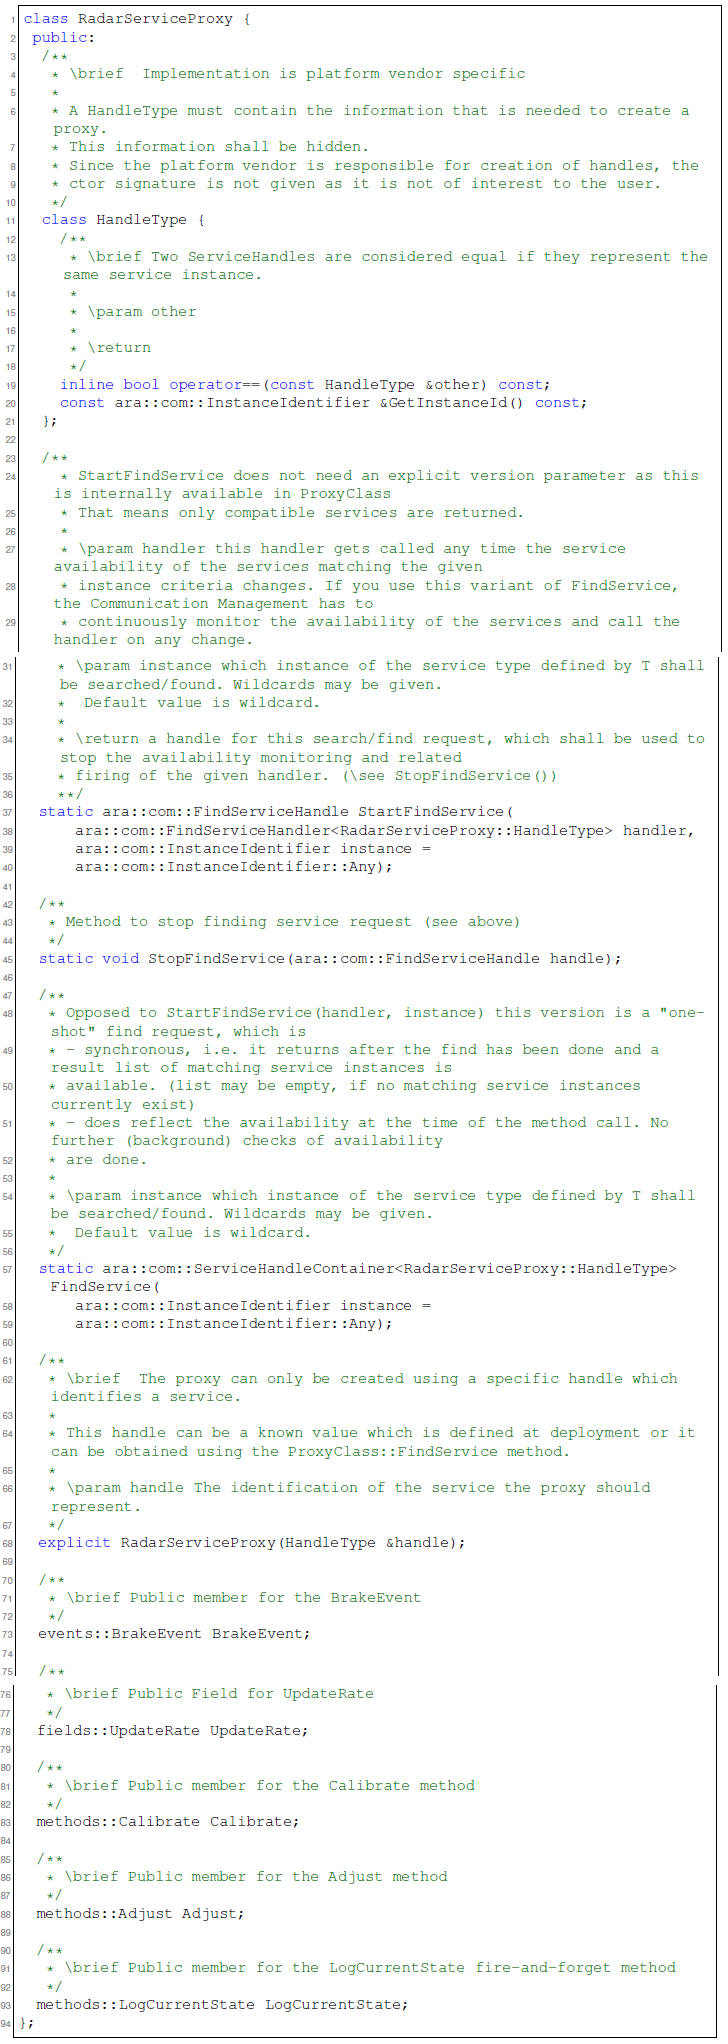 1 class RadarServiceProxy {
2 public:
3 /**
4 * \brief Implementation is platform vendor specific
5 *
6 * A HandleType must contain the information that is needed to create a
proxy.
7 * This information shall be hidden.
8 * Since the platform vendor is responsible for creation of handles, the
9 * ctor signature is not given as it is not of interest to the user.
10 */
11 class HandleType {
12 /**
13 * \brief Two ServiceHandles are considered equal if they represent the
same service instance.
14 *
15 * \param other
16 *
17 * \return
18 */
19 inline bool operator==(const HandleType &other) const;
20 const ara::com::InstanceIdentifier &GetInstanceId() const;
21 };
22
23 /**
24 * StartFindService does not need an explicit version parameter as this
is internally available in ProxyClass
25 * That means only compatible services are returned.
26 *
27 * \param handler this handler gets called any time the service
availability of the services matching the given
28 * instance criteria changes. If you use this variant of FindService,
the Communication Management has to
29 * continuously monitor the availability of the services and call the
handler on any change.
31 * \param instance which instance of the service type defined by T shall
be searched/found. Wildcards may be given.
32 * Default value is wildcard.
33 *
34 * \return a handle for this search/find request, which shall be used to
stop the availability monitoring and related
35 * firing of the given handler. (\see StopFindService())
36 **/
37 static ara::com::FindServiceHandle StartFindService(
38 ara::com::FindServiceHandler<RadarServiceProxy::HandleType> handler,
39 ara::com::InstanceIdentifier instance =
40 ara::com::InstanceIdentifier::Any);
41
42 /**
43 * Method to stop finding service request (see above)
44 */
45 static void StopFindService(ara::com::FindServiceHandle handle);
46
47 /**
48 * Opposed to StartFindService(handler, instance) this version is a "one-
shot" find request, which is
49 * - synchronous, i.e. it returns after the find has been done and a
result list of matching service instances is
50 * available. (list may be empty, if no matching service instances
currently exist)
51 * - does reflect the availability at the time of the method call. No
further (background) checks of availability
52 * are done.
53 *
54 * \param instance which instance of the service type defined by T shall
be searched/found. Wildcards may be given.
55 * Default value is wildcard.
56 */
57 static ara::com::ServiceHandleContainer<RadarServiceProxy::HandleType>
FindService(
58 ara::com::InstanceIdentifier instance =
59 ara::com::InstanceIdentifier::Any);
60
61 /**
62 * \brief The proxy can only be created using a specific handle which
identifies a service.
63 *
64 * This handle can be a known value which is defined at deployment or it
can be obtained using the ProxyClass::FindService method.
65 *
66 * \param handle The identification of the service the proxy should
represent.
67 */
68 explicit RadarServiceProxy(HandleType &handle);
69
70 /**
71 * \brief Public member for the BrakeEvent
72 */
73 events::BrakeEvent BrakeEvent;
74
75 /**
76 * \brief Public Field for UpdateRate
77 */
78 fields::UpdateRate UpdateRate;
79
80 /**
81 * \brief Public member for the Calibrate method
82 */
83 methods::Calibrate Calibrate;
84
85 /**
86 * \brief Public member for the Adjust method
87 */
88 methods::Adjust Adjust;
89
90 /**
91 * \brief Public member for the LogCurrentState fire-and-forget method
92 */
93 methods::LogCurrentState LogCurrentState;
94 };